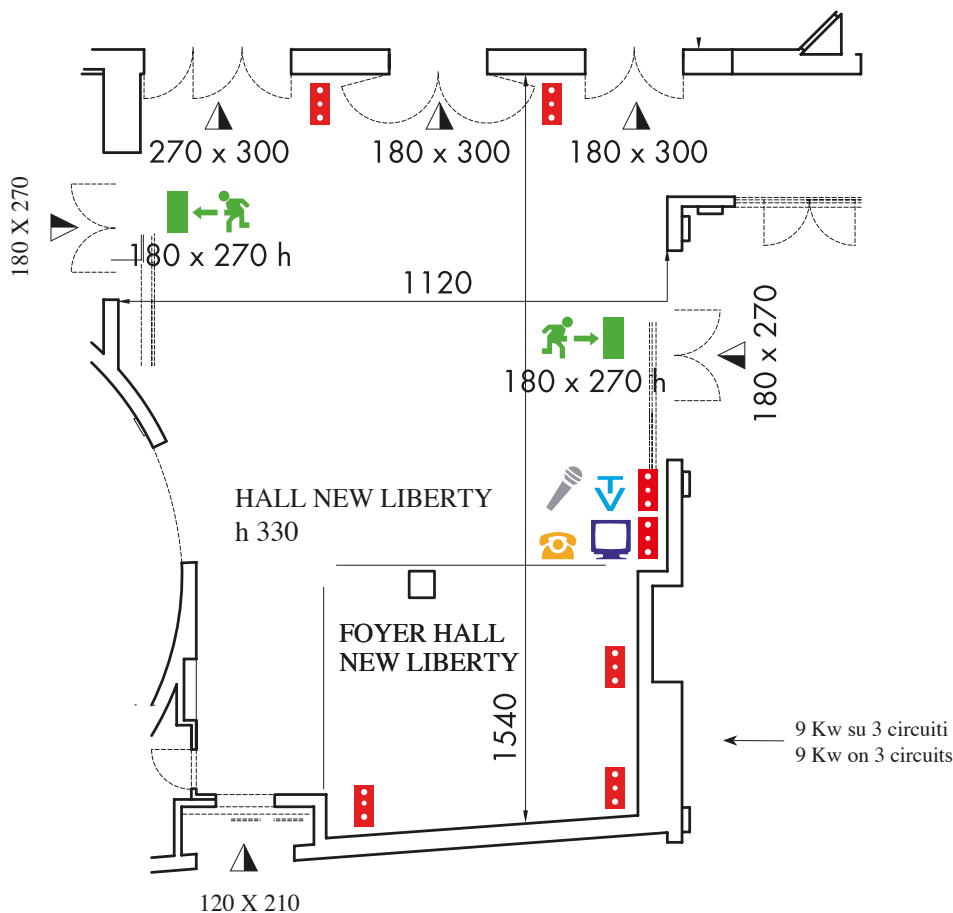 270 x 300
180 x 300
180 x 300
180 X 270
180 x 270 h
1120
180 x 270
180 x 270 h
TV
HALL NEW LIBERTY
h 330
FOYER HALL
NEW LIBERTY
1540
9 Kw su 3 circuiti
9 Kw on 3 circuits
120 X 210